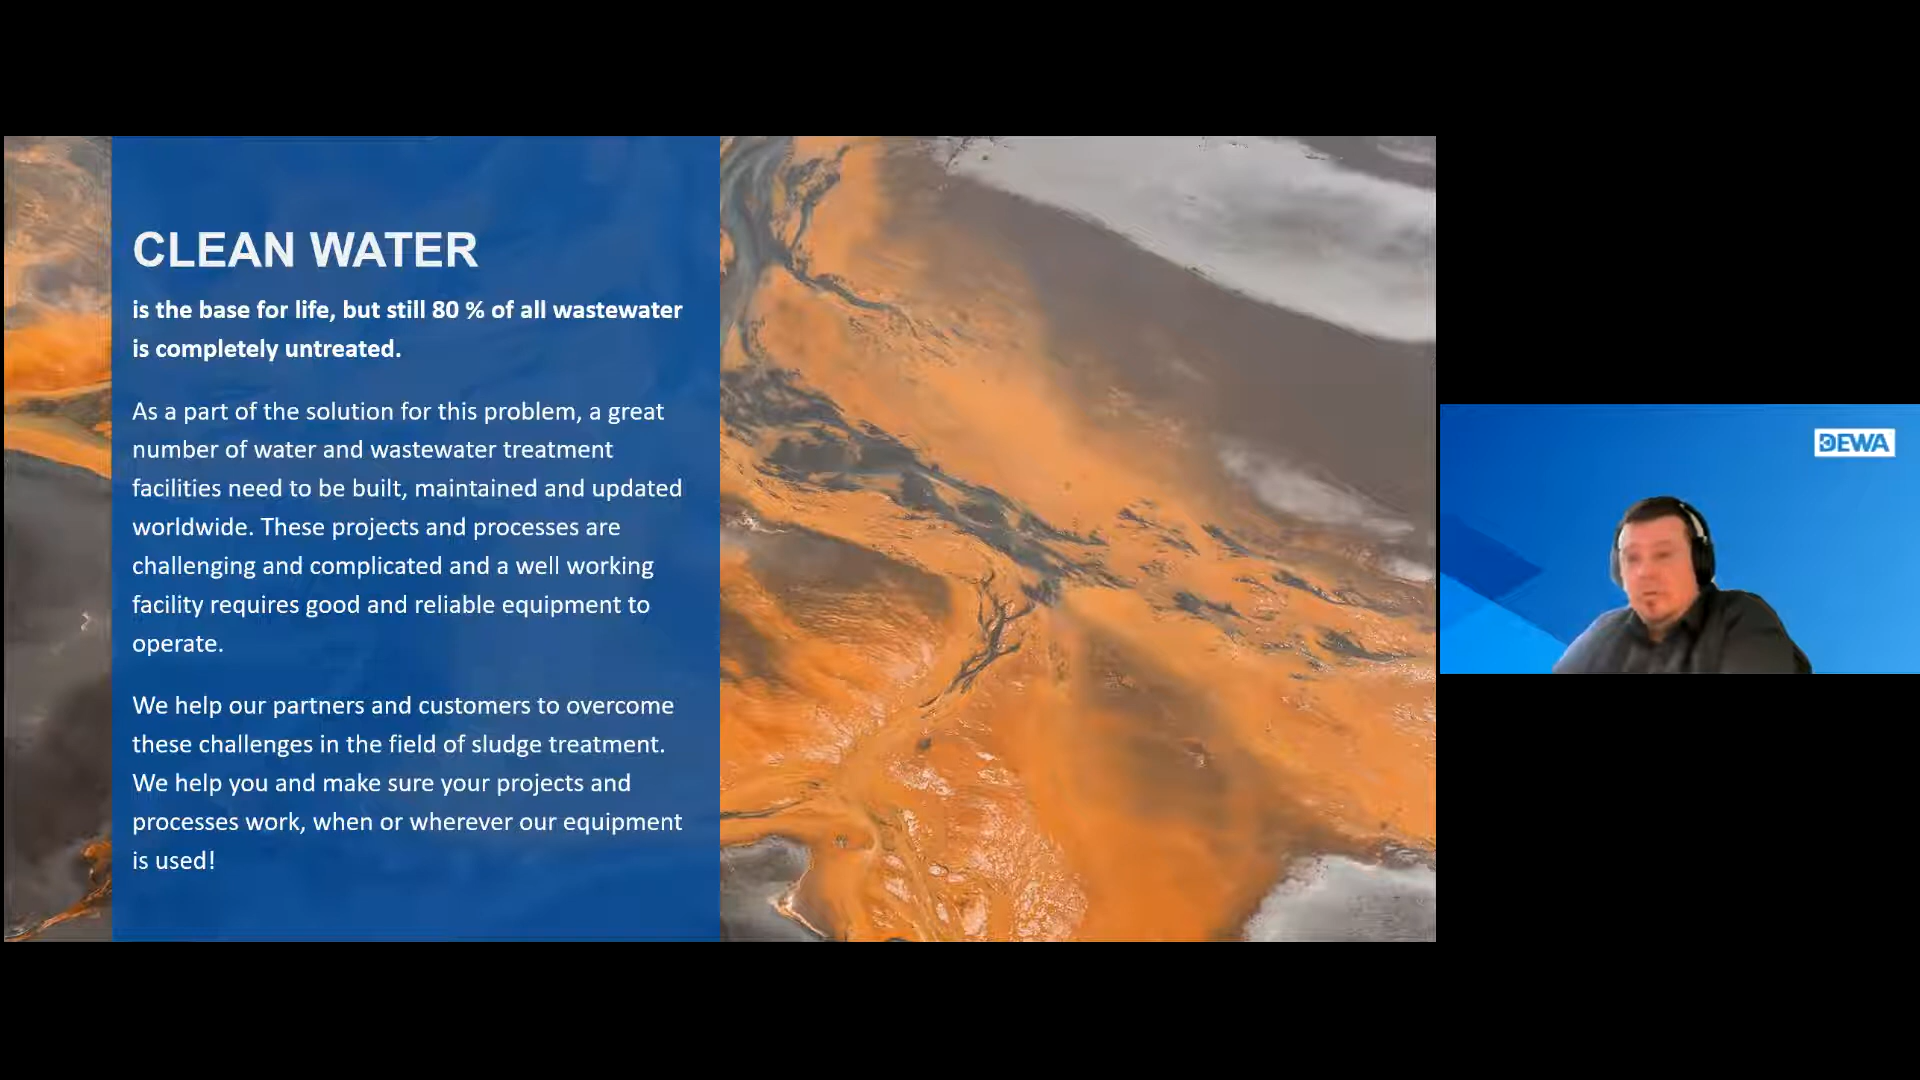 CLEAN WATER
is the base for life, but still 80 % of all wastewater
is completely untreated.
As a part of the solution for this problem, a great
number of water and wastewater treatment
facilities need to be built, maintained and updated
worldwide. These projects and processes are
challenging and complicated and a well working
facility requires good and reliable equipment to
operate.
We help our partners and customers to overcome
these challenges in the field of sludge treatment.
We help you and make sure your projects and
processes work, when or wherever our equipment
is used!
DEWA